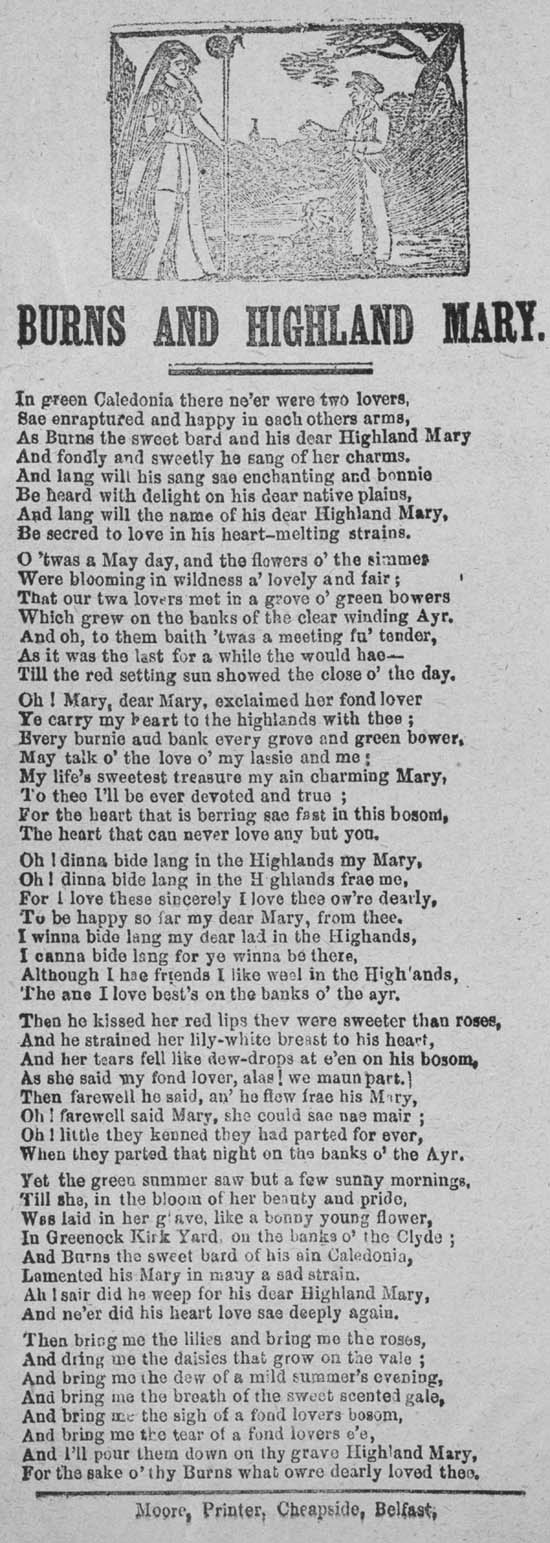 BURNS AND HIGHLAND MARY.
In green Caledonia there ne'er were two lovers,
Sae enraptured and happy in each others arms,
As Burns the sweet bard and his dear Highland Mary
And fondly and sweetly he sang of her charms.
And lang will his sang sae enchanting and bonnie
Be heard with delight on his dear native plains,
And lang will the name of his dear Highland Mary,
Be secred to love in his heart-melting strains.
O 'twas a May day, and the flowers o' the simmer
Were blooming in wildness a' lovely and fair;
That our twa lovers met in a grove o' green bowers
Which grew on the banks of the clear winding Ayr.
And oh, to them baith 'twas a meeting fu' tender,
As it was the last for a while the would hae—
Till the red setting sun showed the close o' the day.
Oh! Mary, dear Mary, exclaimed her fond lover
Ye carry my heart to the highlands with thee;
Every burnie aud bank every grove and green bower,
May talk o' the love o' my lassie and me;
My life's sweetest treasure my ain charming Mary,
To thee I'll be ever devoted and true;
For the heart that is berring sae fast in this bosom,
The heart that can never love any but you.
Oh! dinna bide lang in the Highlands my Mary,
Oh! dinna bide lang in the H ghlands frae me,
For I love these sincerely I love thee ow're dearly,
To be happy so far my dear Mary, from thee.
I winna bide lang my dear lad in the Highands,
I canna bide lang for ye winna be there,
Although I hae friends I like weel in the High'ands,
The ane I love best's on the banks o' the ayr.
Then he kissed her red lips they were sweeter than roses,
And he strained her lily-white breast to his heart,
And her tears fell like dew-drops at e'en on his bosom,
As she said my fond lover, alas! we maun part.
Then farewell he said, an' he flew frae his Mary,
Oh! farewell said Mary, she could sae nae mair;
Oh! little they kenned they had parted for ever,
When they parted that night on the banks o' the Ayr.
Yet the green summer saw but a few sunny mornings,
Till she, in the bloom of her beauty and pride,
Was laid in her g'ave, like a bonny young flower,
In Greenock Kirk Yard, on the banks o' the Clyde;
And Burns the sweet bard of his ain Caledonia,
Lamented his Mary in many a sad strain.
Ah! sair did he weep for his dear Highland Mary,
And ne'er did his heart love sae deeply again.
Then bring me the lilies and bring me the roses,
And dring me the daisies that grow on the vale;
And bring me the dew of a mild summer's evening,
And bring me the breath of the sweet scented gale,
And bring me the sigh of a fond lovers bosom,
And bring me the tear of a fond lovers e'e,
And I'll pour them down on thy grave High'and Mary,
For the sake o' thy Burns what owre dearly loved thee.
Moore, Printer, Cheapside, Belfast,